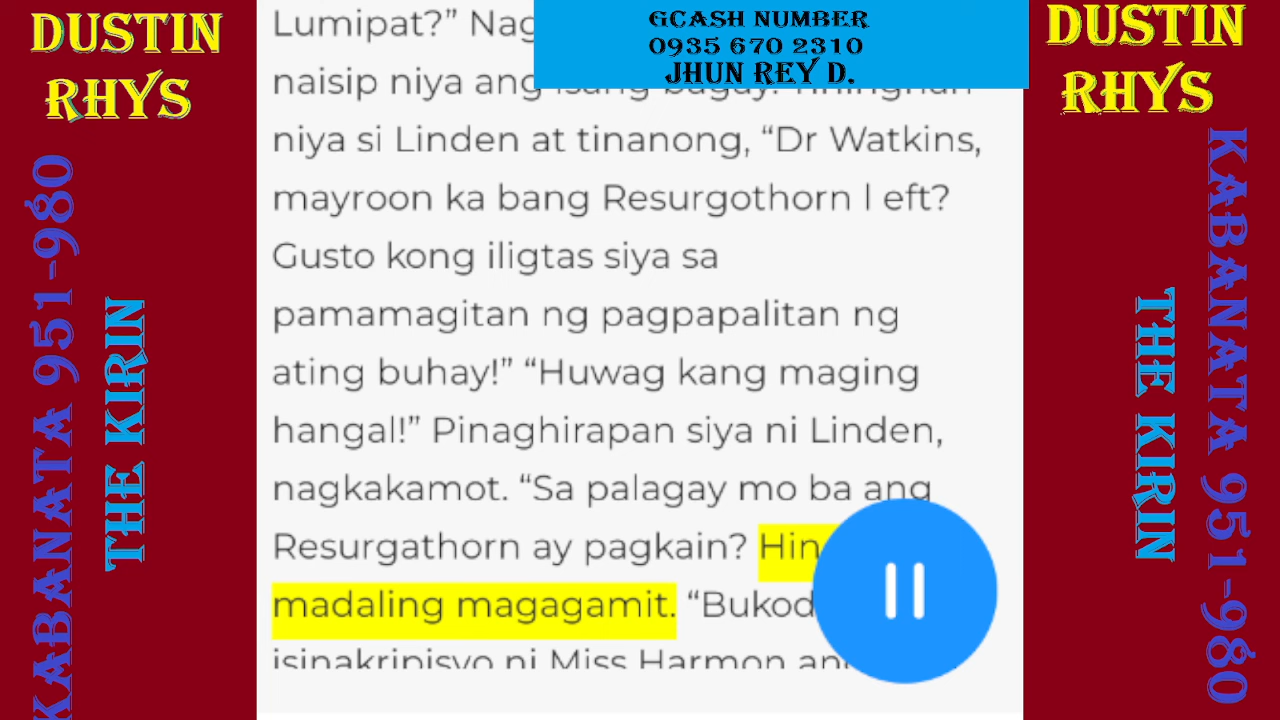 DUSTIN
RHYS
KABANATA 951-980
THE KIRIN
GCASH NUMBER
0935 670 2310
JHUN REY D.
Lumipat?” Nag
naisip niya ang isang bagay!
niya si Linden at tinanong, “Dr Watkins,
mayroon ka bang Resurgothorn l eft?
Gusto kong iligtas siya sa
pamamagitan ng pagpapalitan ng
ating buhay!” “Huwag kang maging
hangal!” Pinaghirapan siya ni Linden,
nagkakamot. “Sa palagay mo ba ang
Resurgathorn ay pagkain? Hin
madaling magagamit. “Bukod
isinakripisyo ni Miss Harmon ang
DUSTIN
RHYS
KABANATA 951-980
THE KIRIN